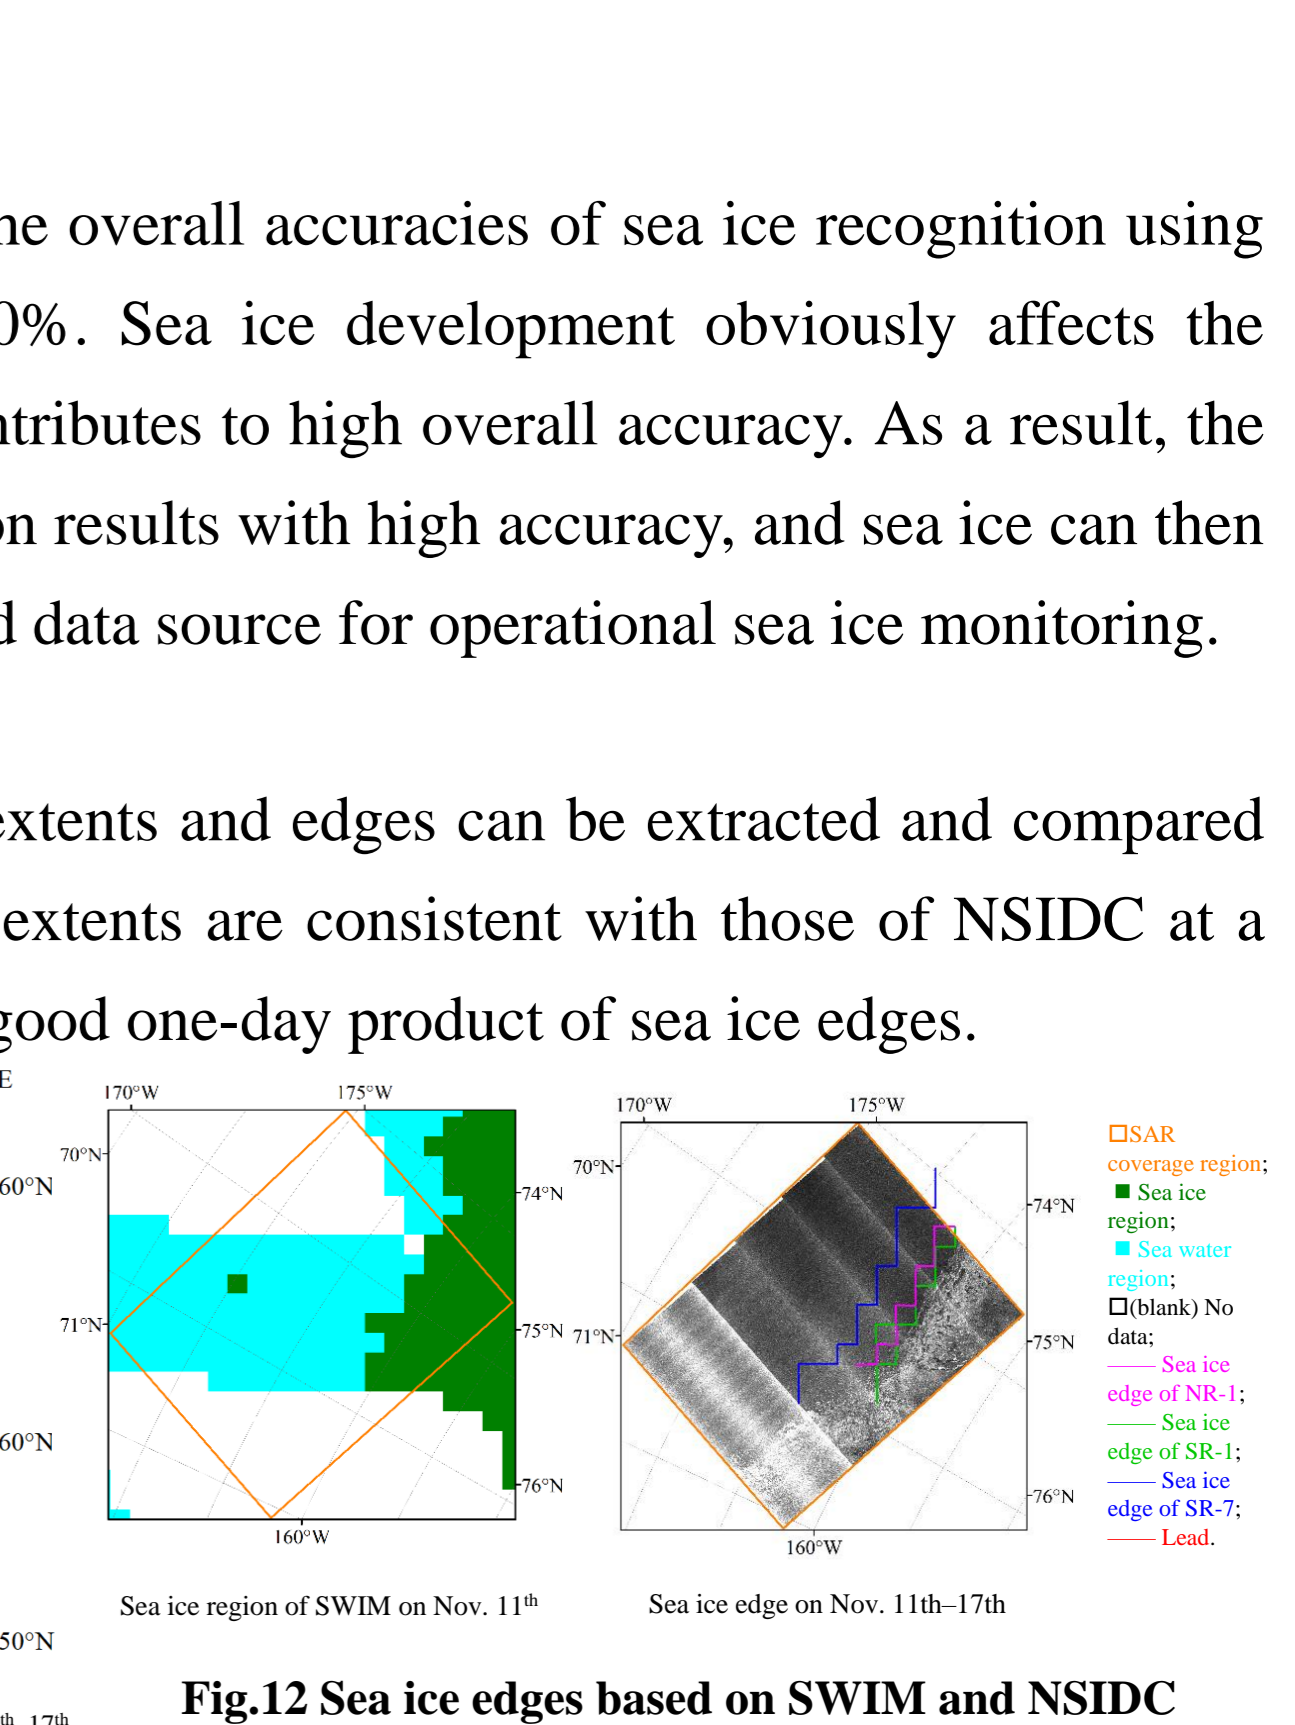 he overall accuracies of sea ice recognition using
0%. Sea ice development obviously affects the
ntributes to high overall accuracy. As a result, the
on results with high accuracy, and sea ice can then
d data source for operational sea ice monitoring.
extents and edges can be extracted and compared
extents are consistent with those of NSIDC at a
good one-day product of sea ice edges.
E
60°N
60°N
50°N
th–17th
170°W 175°W
70°N
71°N
74°N
75°N
76°N
160°W
Sea ice region of SWIM on Nov. 11th
170°W 175°W
70°N
71°N
74°N
75°N
76°N
160°W
Sea ice edge on Nov. 11th–17th
SAR
coverage region;
Sea ice
region;
Sea water
region;
(blank) No
data;
Sea ice
edge of NR-1;
Sea ice
edge of SR-1;
Sea ice
edge of SR-7;
Lead.
Fig.12 Sea ice edges based on SWIM and NSIDC